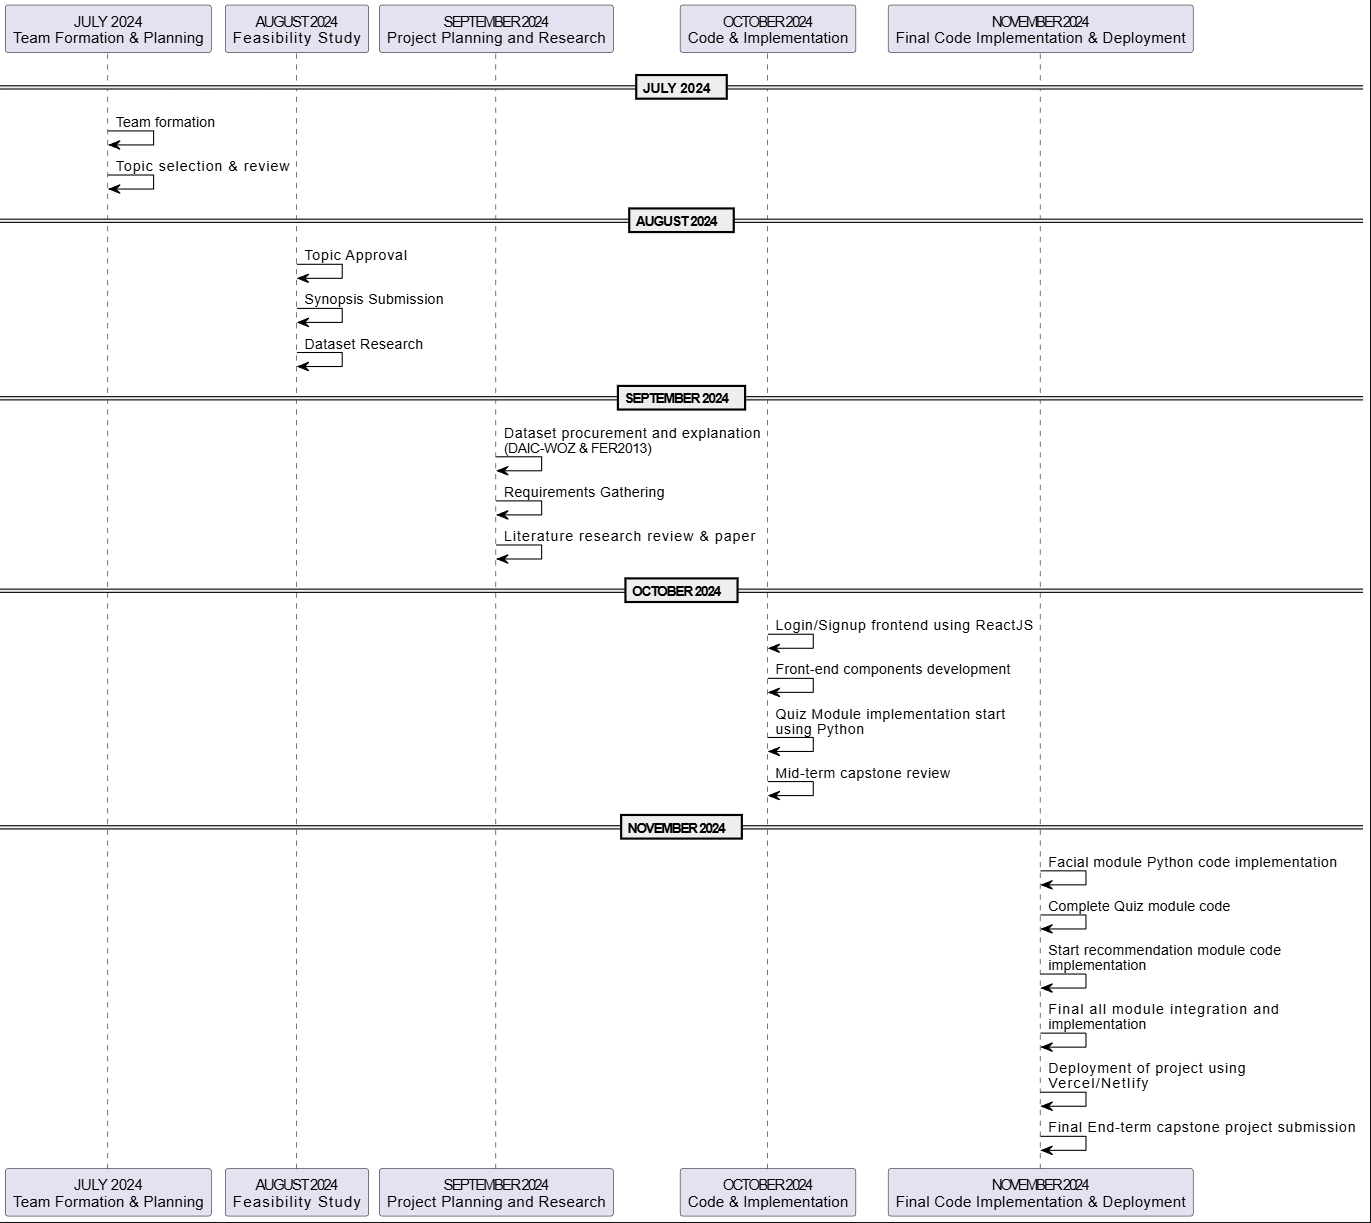 JULY 2024
Team Formation & Planning
AUGUST 2024
Feasibility Study
SEPTEMBER 2024
Project Planning and Research
OCTOBER 2024
Code & Implementation
NOVEMBER 2024
Final Code Implementation & Deployment
JULY 2024
Team formation
Topic selection & review
AUGUST 2024
Topic Approval
Synopsis Submission
Dataset Research
SEPTEMBER 2024
Dataset procurement and explanation
(DAIC-WOZ & FER2013)
Requirements Gathering
Literature research review & paper
OCTOBER 2024
Login/Signup frontend using ReactJS
Front-end components development
Quiz Module implementation start
using Python
Mid-term capstone review
NOVEMBER 2024
Facial module Python code implementation
Complete Quiz module code
Start recommendation module code
implementation
Final all module integration and
implementation
Deployment of project using
Vercel/Netlify
Final End-term capstone project submission
JULY 2024
Team Formation & Planning
AUGUST 2024
Feasibility Study
SEPTEMBER 2024
Project Planning and Research
OCTOBER 2024
Code & Implementation
NOVEMBER 2024
Final Code Implementation & Deployment